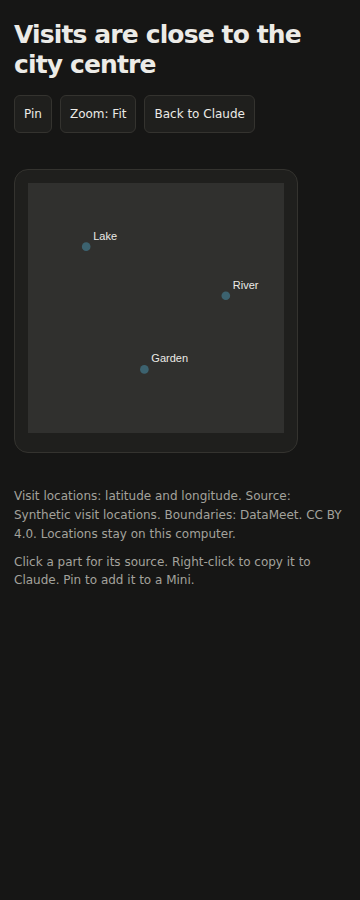 Visits are close to the
city centre
Pin
Zoom: Fit
Back to Claude
Lake
River
Garden
Visit locations: latitude and longitude. Source:
Synthetic visit locations. Boundaries: DataMeet. CC BY
4.0. Locations stay on this computer.
Click a part for its source. Right-click to copy it to
Claude. Pin to add it to a Mini.